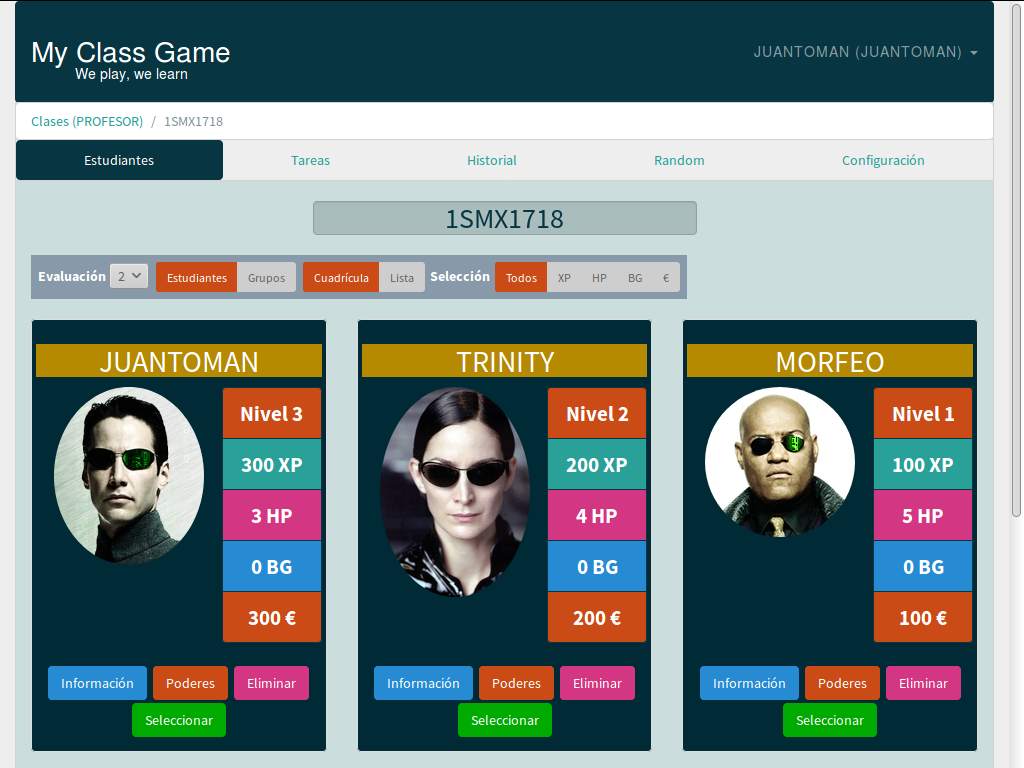 My Class Game
We play, we learn
JUANTOMAN (JUANTOMAN)
Clases (PROFESOR) / 1SMX1718
Estudiantes Tareas Historial Random Configuración
1SMX1718
Evaluación 2 Estudiantes Grupos Cuadrícula Lista Selección Todos XP HP BG €
JUANTOMAN
Nivel 3
300 XP
3 HP
0 BG
300 €
Información Poderes Eliminar
Seleccionar
TRINITY
Nivel 2
200 XP
4 HP
0 BG
200 €
Información Poderes Eliminar
Seleccionar
MORFEO
Nivel 1
100 XP
5 HP
0 BG
100 €
Información Poderes Eliminar
Seleccionar